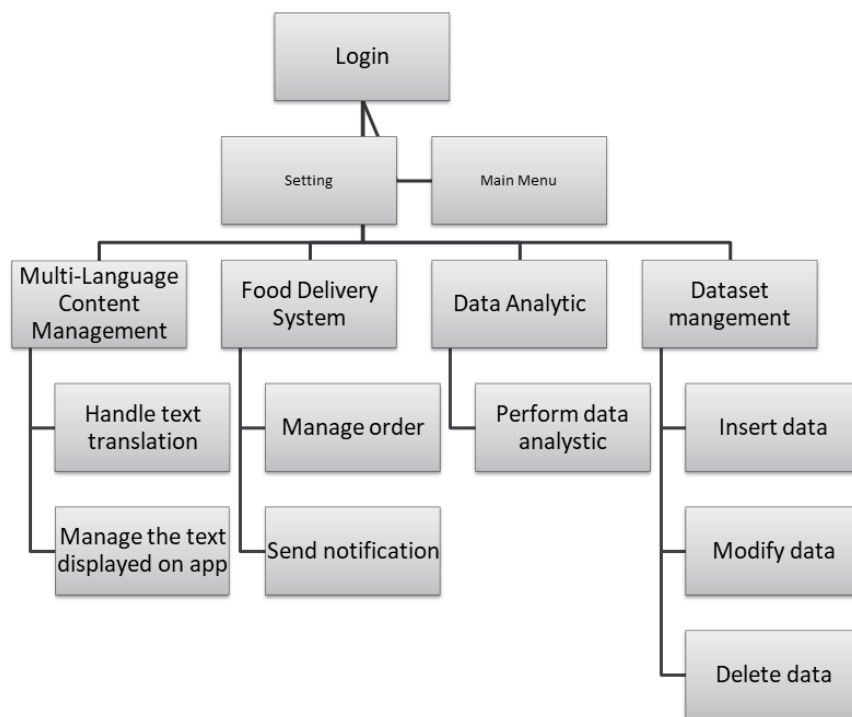 Login
Setting
Main Menu
Multi-Language
Content
Management
Food Delivery
System
Data Analytic
Dataset
mangement
Handle text
translation
Manage order
Perform data
analystic
Insert data
Manage the text
displayed on app
Send notification
Modify data
Delete data